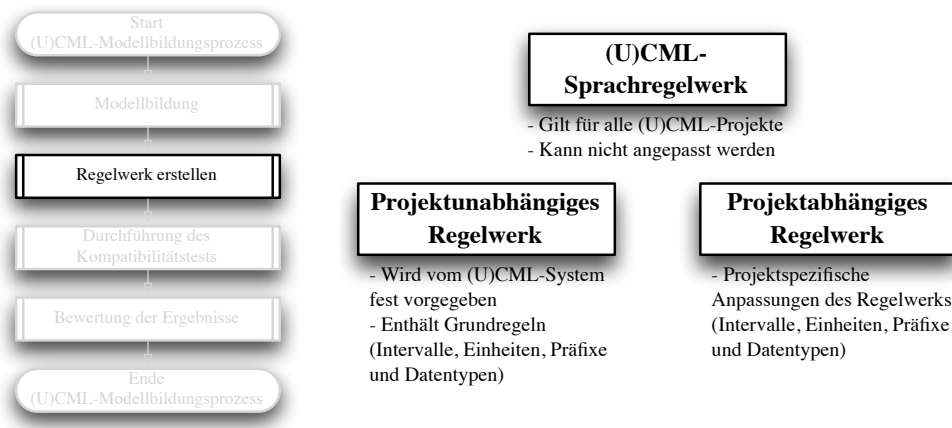 Start
(U)CML-Modellbildungsprozess
Modellbildung
Regelwerk erstellen
Durchführung des
Kompatibilitätstests
Bewertung der Ergebnisse
Ende
(U)CML-Modellbildungsprozess
(U)CML-
Sprachregelwerk
- Gilt für alle (U)CML-Projekte
- Kann nicht angepasst werden
Projektunabhängiges
Regelwerk
- Wird vom (U)CML-System
fest vorgegeben
- Enthält Grundregeln
(Intervalle, Einheiten, Präfixe
und Datentypen)
Projektabhängiges
Regelwerk
- Projektspezifische
Anpassungen des Regelwerks
(Intervalle, Einheiten, Präfixe
und Datentypen)